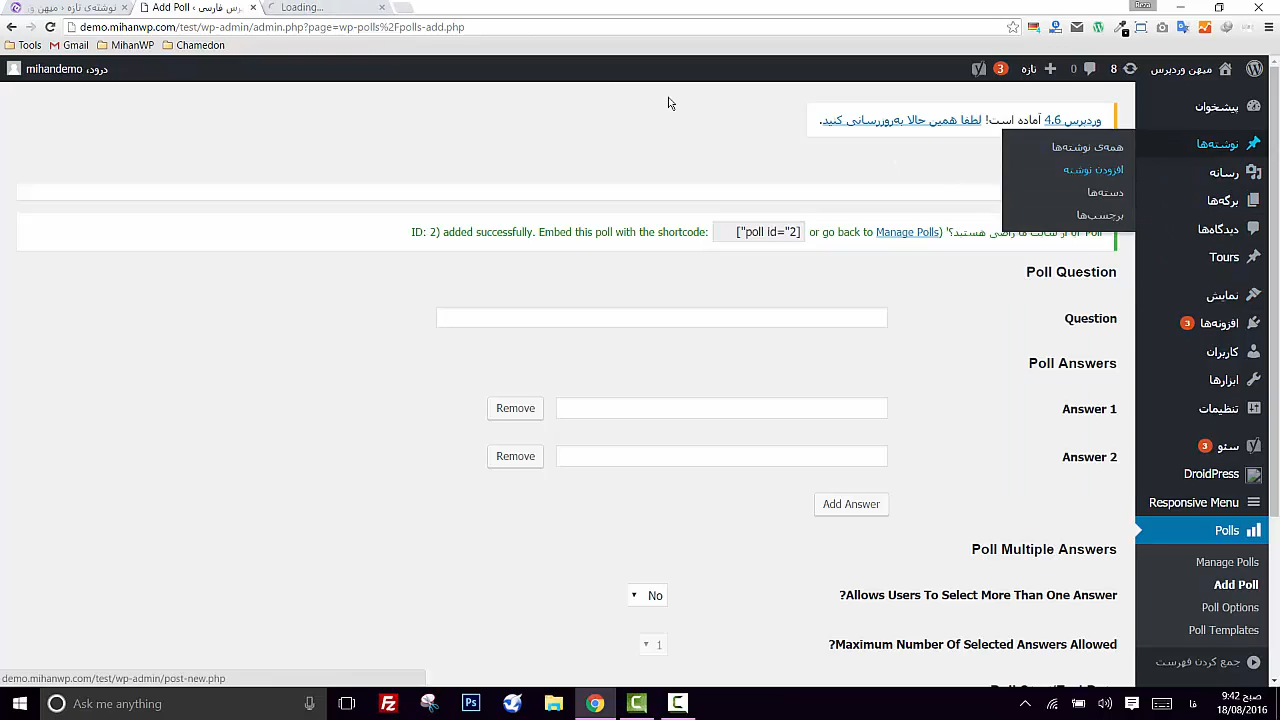 نوشته‌ی تازه ‹ میهن و
Add Poll ‹ میهن وردپرس فارسی
Loading...
Reza
demo.mihanwp.com/test/wp-admin/admin.php?page=wp-polls%2Fpolls-add.php
Tools
Gmail
MihanWP
Chamedon
میهن وردپرس
8
0
تازه
3
درود، mihandemo
وردپرس 4.6 آماده است! لطفا همین حالا به‌روزرسانی کنید.
ID: 2) added successfully. Embed this poll with the shortcode:
["poll id="2]
or go back to Manage Polls
Poll Question
Question
Poll Answers
Answer 1
Remove
Answer 2
Remove
Add Answer
Poll Multiple Answers
?Allows Users To Select More Than One Answer
No
?Maximum Number Of Selected Answers Allowed
1
پیشخوان
نوشته‌ها
همه‌ی نوشته‌ها
افزودن نوشته
دسته‌ها
برچسب‌ها
رسانه
برگه‌ها
دیدگاه‌ها
Tours
نمایش
افزونه‌ها 3
کاربران
ابزارها
تنظیمات
سئو 3
DroidPress
Responsive Menu
Polls
Manage Polls
Add Poll
Poll Options
Poll Templates
جمع کردن فهرست
demo.mihanwp.com/test/wp-admin/post-new.php
Ask me anything
فا
9:42 صبح
18/08/2016